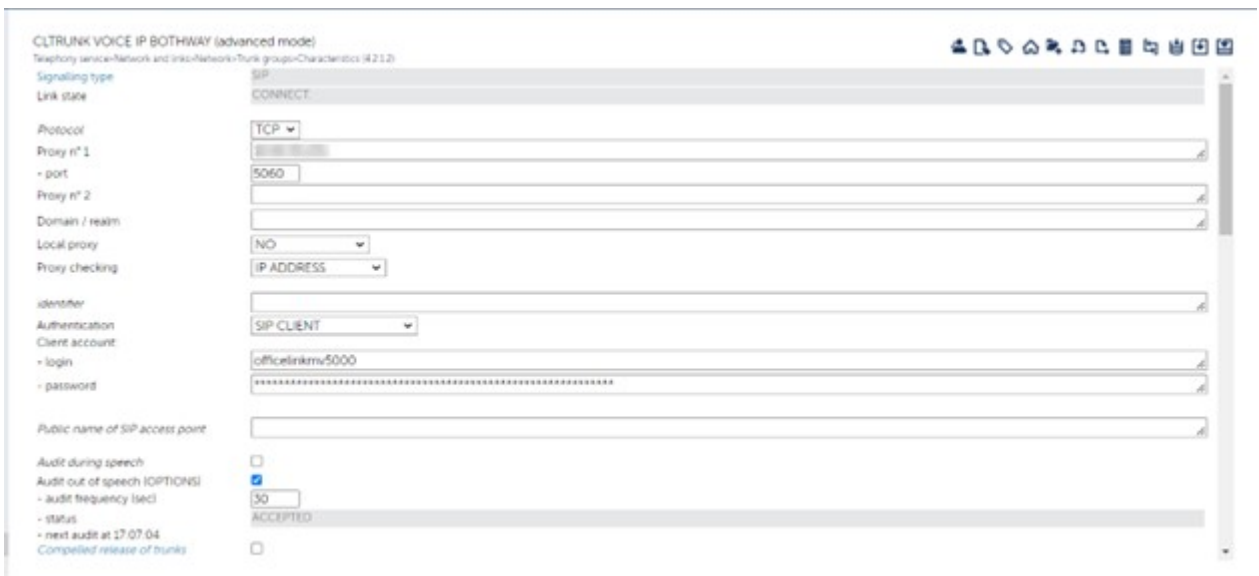 CLTRUNK VOICE IP BOTHWAY (advanced mode)
Telephony service>Network and links>Network>Trunk groups>Characteristics (4.2.1.2)
Signalling type SIP
Link state CONNECT.
Protocol TCP
Proxy n° 1
- port 5060
Proxy n° 2
Domain / realm
Local proxy NO
Proxy checking IP ADDRESS
identifier
Authentication SIP CLIENT
Client account
- login officelinkmv5000
- password
Public name of SIP access point
Audit during speech
Audit out of speech (OPTIONS)
- audit frequency (sec) 30
- status ACCEPTED
- next audit at 17:07:04
Compelled release of trunks